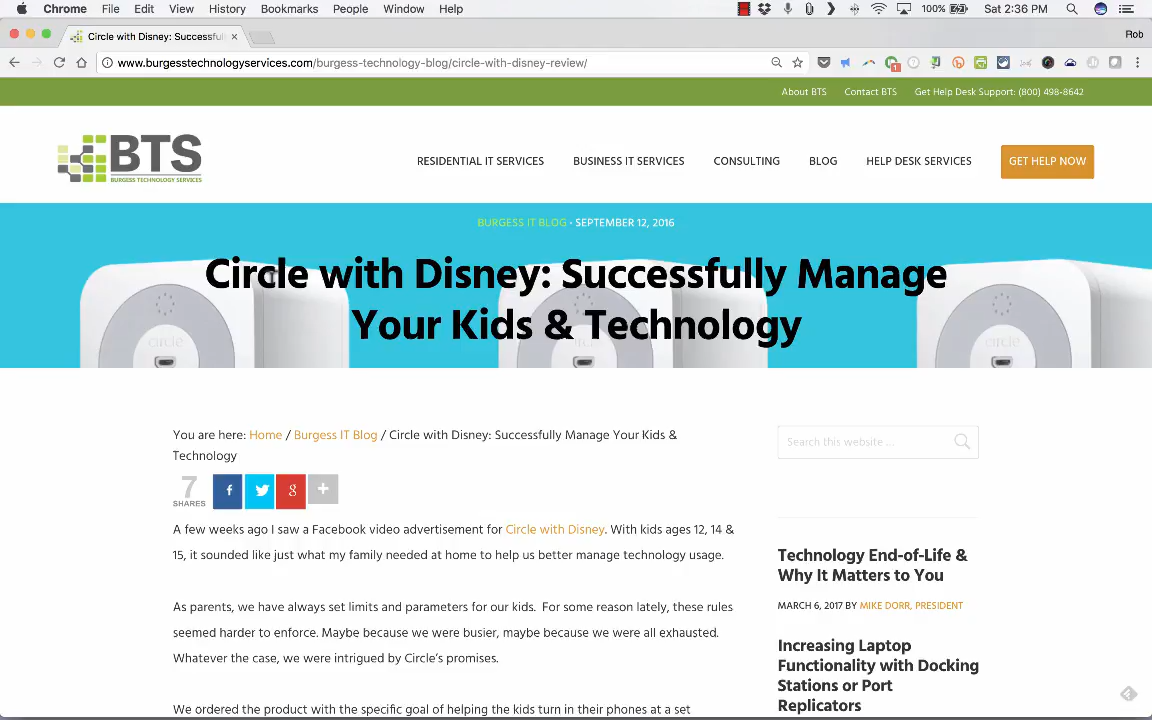 Chrome File Edit View History Bookmarks People Window Help 100% Sat 2:36 PM
Circle with Disney: Successful × Rob
www.burgesstechnologyservices.com/burgess-technology-blog/circle-with-disney-review/
About BTS Contact BTS Get Help Desk Support: (800) 498-8642
BTS
BURGESS TECHNOLOGY SERVICES
RESIDENTIAL IT SERVICES BUSINESS IT SERVICES CONSULTING BLOG HELP DESK SERVICES GET HELP NOW
BURGESS IT BLOG · SEPTEMBER 12, 2016
Circle with Disney: Successfully Manage
Your Kids & Technology
circle circle circle
You are here: Home / Burgess IT Blog / Circle with Disney: Successfully Manage Your Kids &
Technology
Search this website ...
7
SHARES
A few weeks ago I saw a Facebook video advertisement for Circle with Disney. With kids ages 12, 14 &
15, it sounded like just what my family needed at home to help us better manage technology usage.
As parents, we have always set limits and parameters for our kids. For some reason lately, these rules
seemed harder to enforce. Maybe because we were busier, maybe because we were all exhausted.
Whatever the case, we were intrigued by Circle's promises.
We ordered the product with the specific goal of helping the kids turn in their phones at a set
Technology End-of-Life &
Why It Matters to You
MARCH 6, 2017 BY MIKE DORR, PRESIDENT
Increasing Laptop
Functionality with Docking
Stations or Port
Replicators